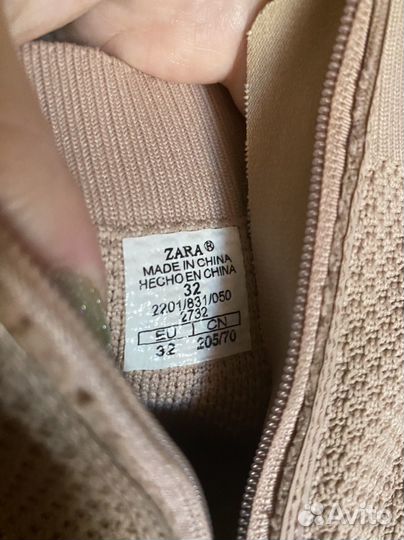 ZARA®
MADE IN CHINA
HECHO EN CHINA
32
2201/831/050
2732
EU CN
32 205/70
Avito